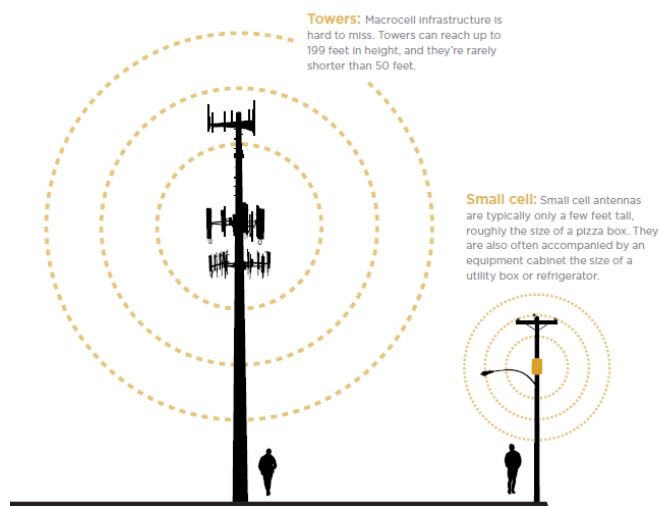 Towers: Macrocell infrastructure is
hard to miss. Towers can reach up to
199 feet in height, and they're rarely
shorter than 50 feet.
Small cell: Small cell antennas
are typically only a few feet tall,
roughly the size of a pizza box. They
are also often accompanied by an
equipment cabinet the size of a
utility box or refrigerator.